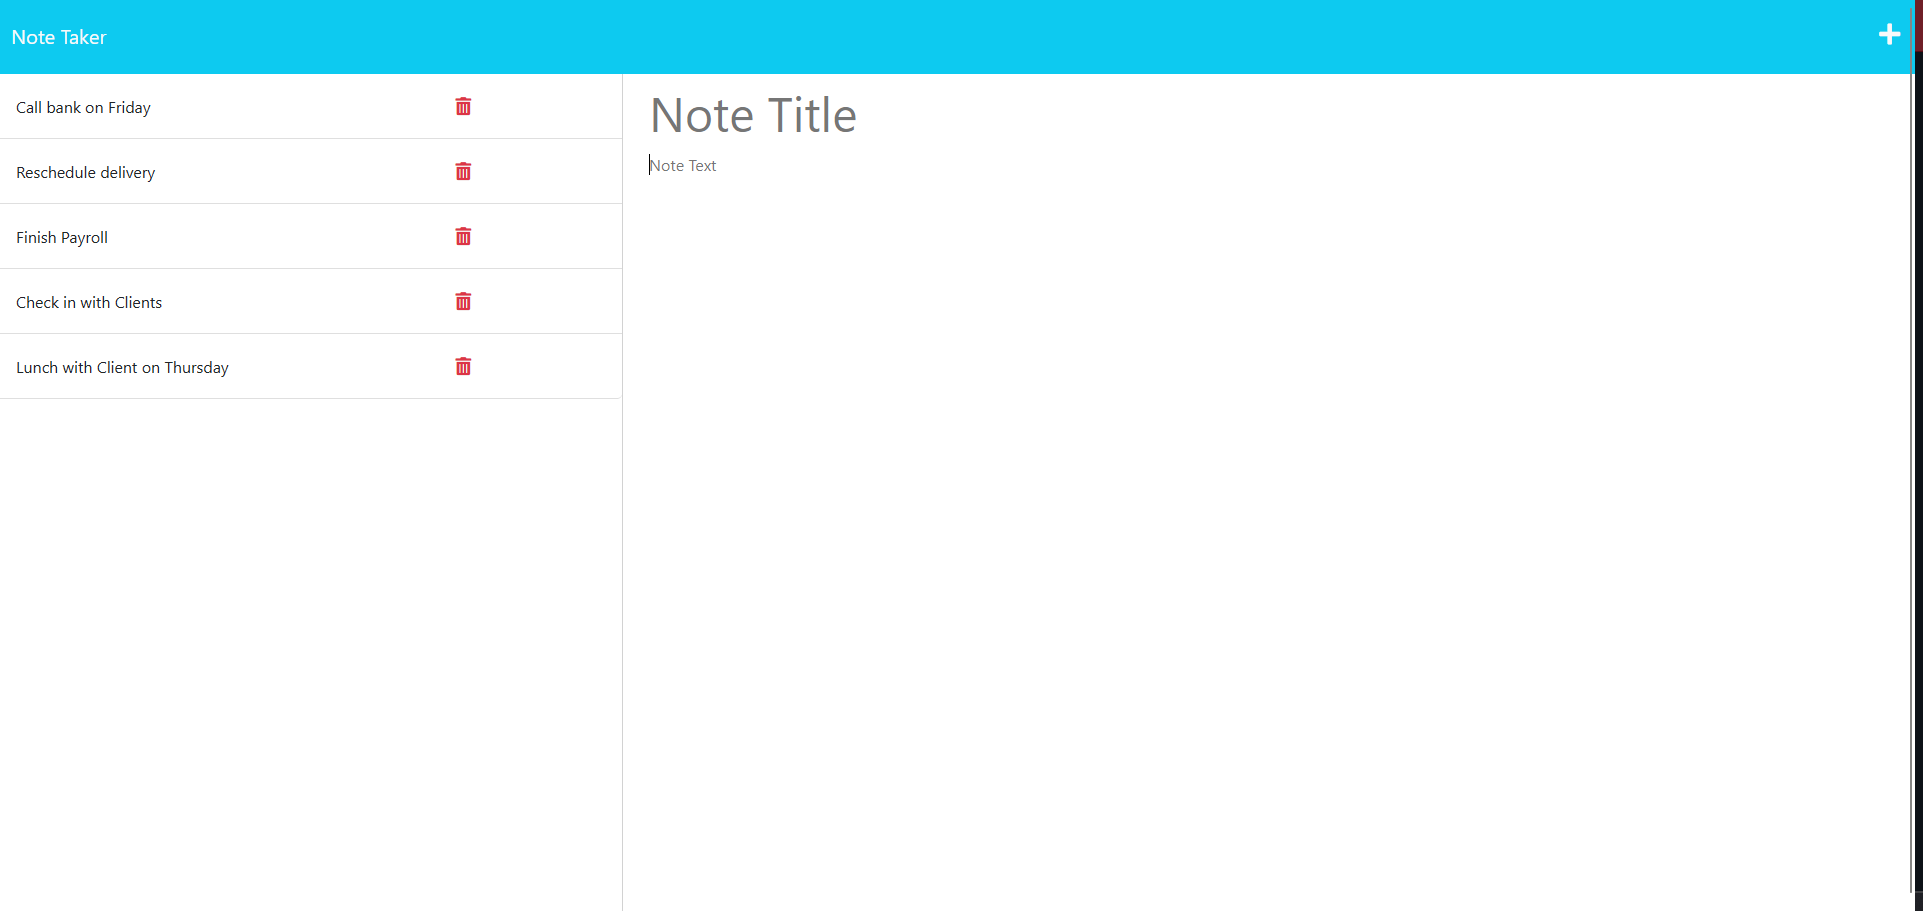 Note Taker
Call bank on Friday
Reschedule delivery
Finish Payroll
Check in with Clients
Lunch with Client on Thursday
Note Title
Note Text